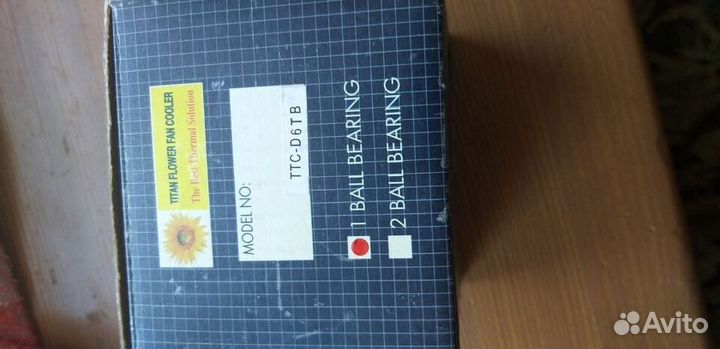 TITAN FLOWER FAN COOLER
The Best Thermal Solution
MODEL NO:
TTC-D6TB
1 BALL BEARING
2 BALL BEARING
Avito